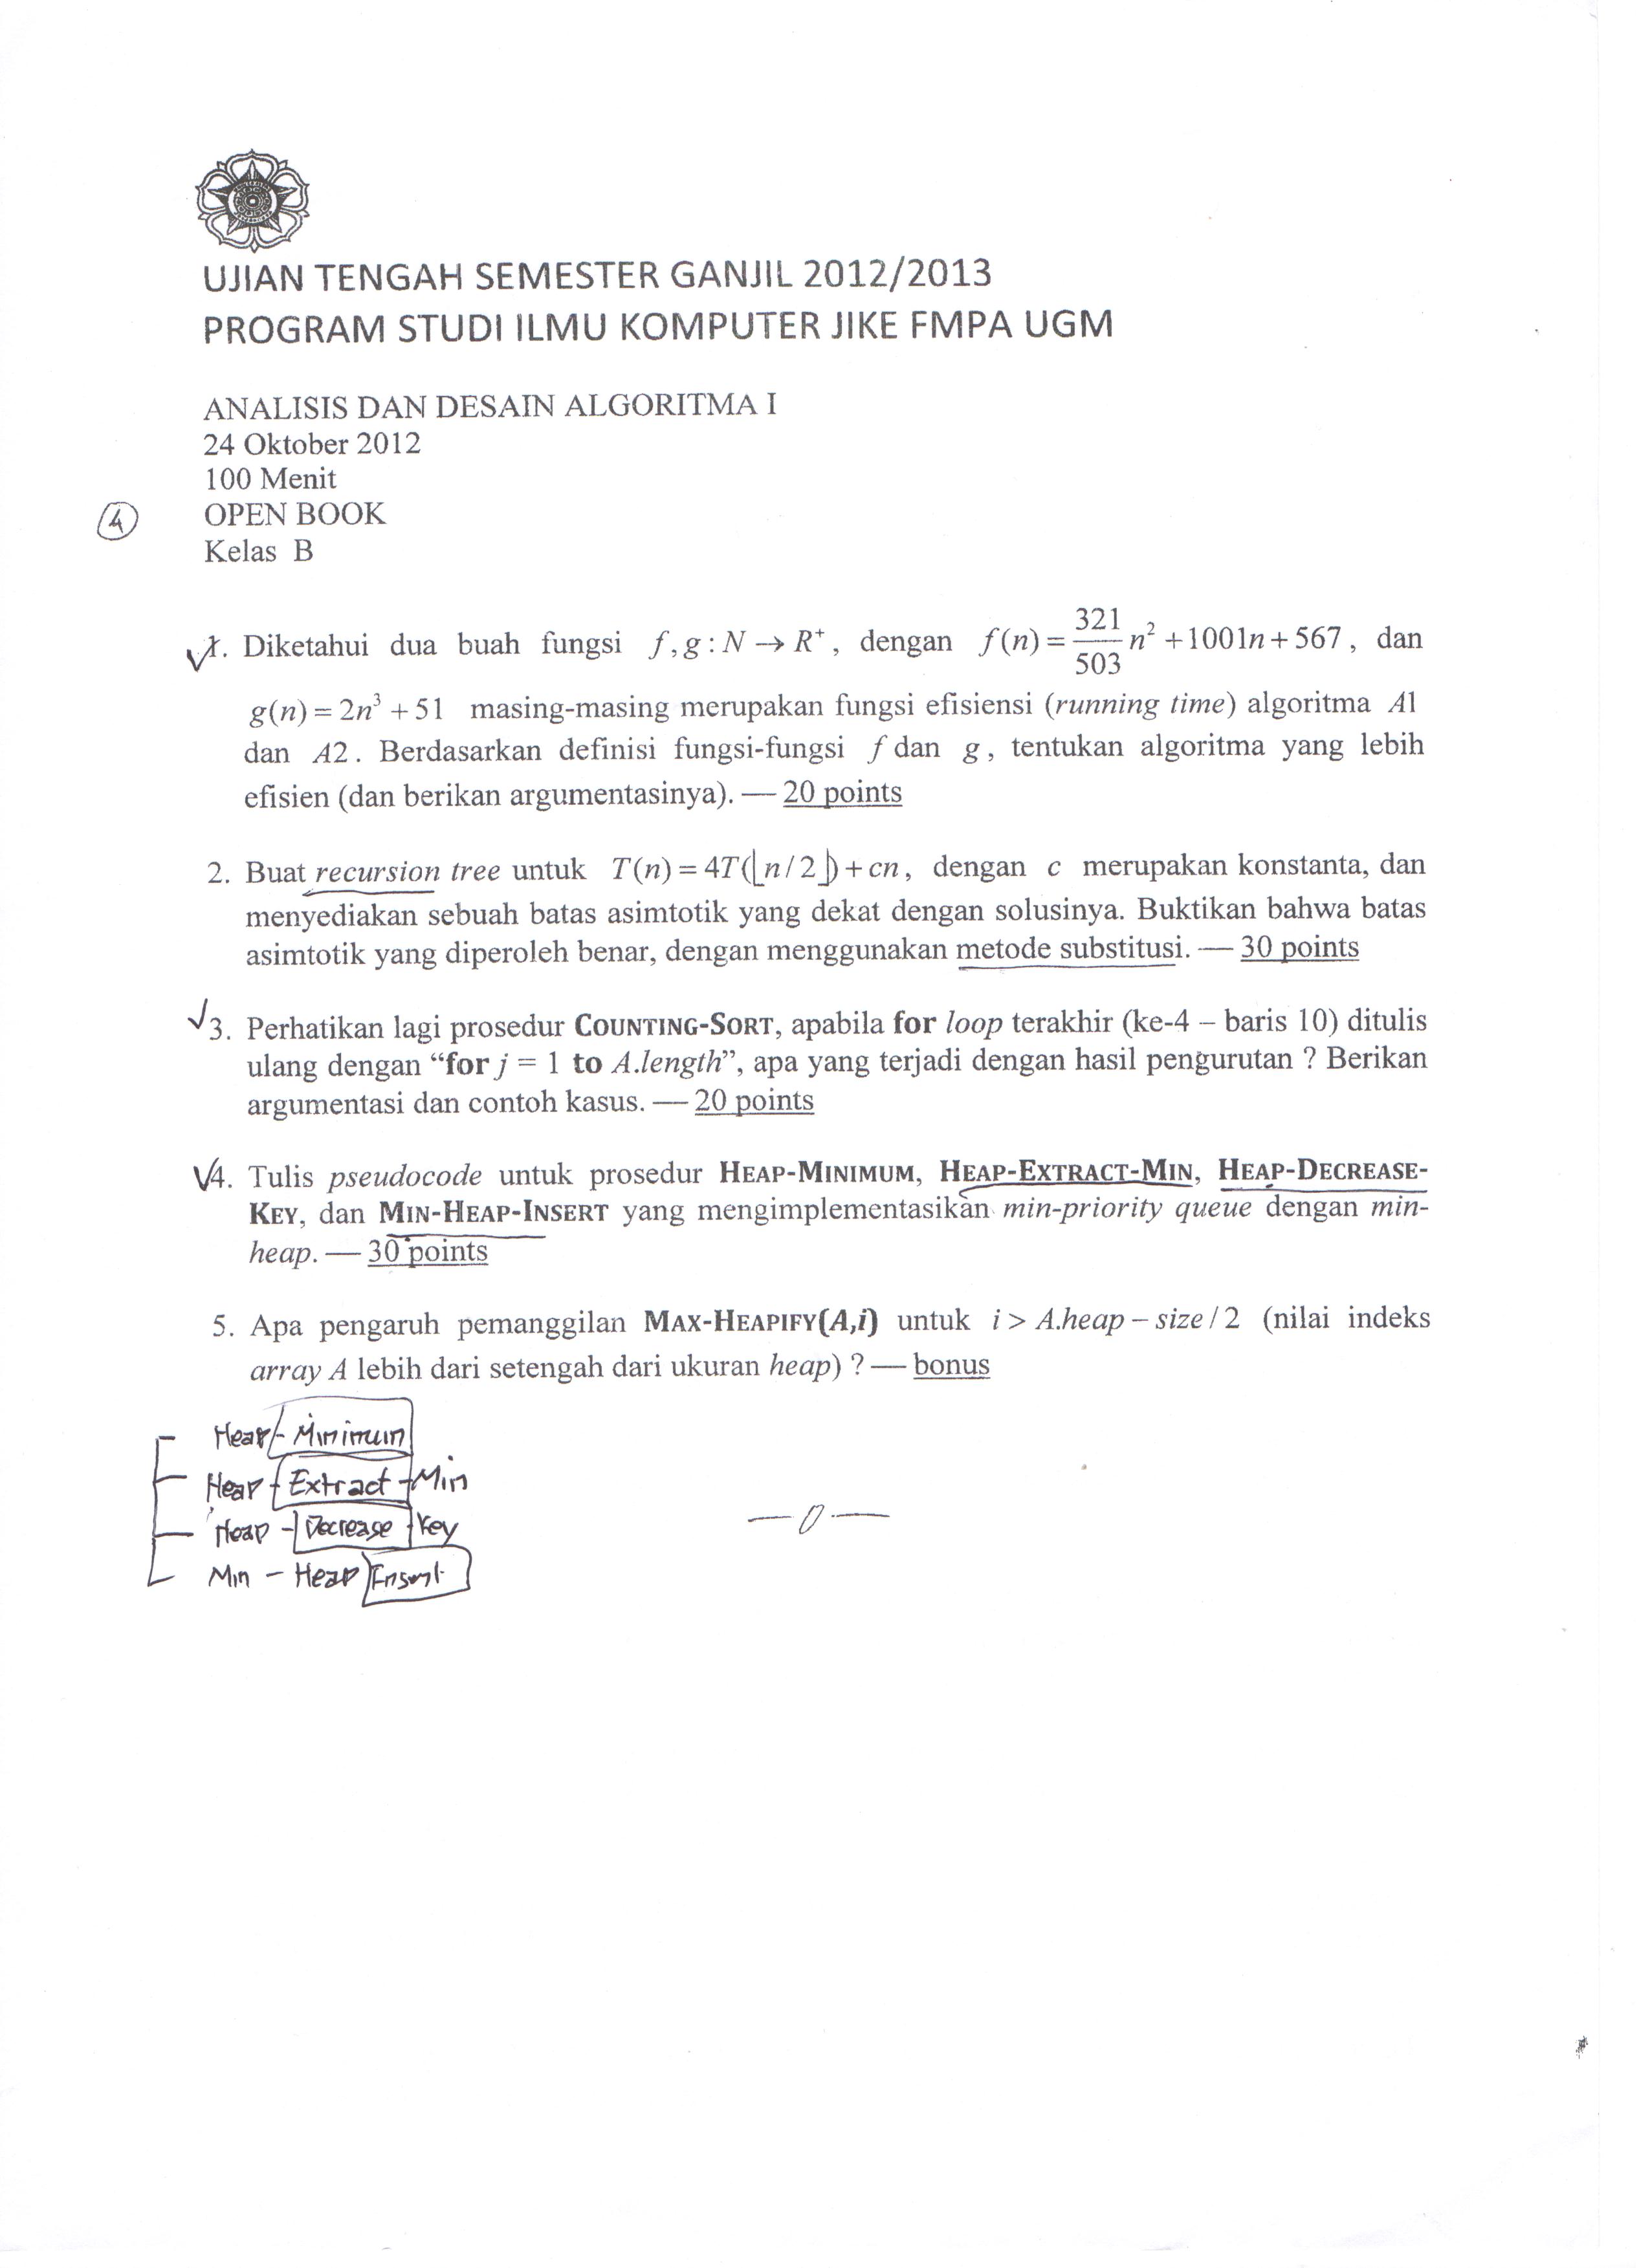 UJIAN TENGAH SEMESTER GANJIL 2012/2013
PROGRAM STUDI ILMU KOMPUTER JIKE FMPA UGM
ANALISIS DAN DESAIN ALGORITMA I
24 Oktober 2012
100 Menit
4 OPEN BOOK
Kelas B
1. Diketahui dua buah fungsi f, g : N → R⁺, dengan f(n) = 321/503 n² + 1001n + 567, dan
g(n) = 2n³ + 51 masing-masing merupakan fungsi efisiensi (running time) algoritma A1
dan A2. Berdasarkan definisi fungsi-fungsi f dan g, tentukan algoritma yang lebih
efisien (dan berikan argumentasinya). — 20 points
2. Buat recursion tree untuk T(n) = 4T(⌊n/2⌋) + cn, dengan c merupakan konstanta, dan
menyediakan sebuah batas asimtotik yang dekat dengan solusinya. Buktikan bahwa batas
asimtotik yang diperoleh benar, dengan menggunakan metode substitusi. — 30 points
✓3. Perhatikan lagi prosedur COUNTING-SORT, apabila for loop terakhir (ke-4 – baris 10) ditulis
ulang dengan “for j = 1 to A.length”, apa yang terjadi dengan hasil pengurutan ? Berikan
argumentasi dan contoh kasus. — 20 points
✓4. Tulis pseudocode untuk prosedur HEAP-MINIMUM, HEAP-EXTRACT-MIN, HEAP-DECREASE-
KEY, dan MIN-HEAP-INSERT yang mengimplementasikan min-priority queue dengan min-
heap. — 30 points
5. Apa pengaruh pemanggilan MAX-HEAPIFY(A,i) untuk i > A.heap – size / 2 (nilai indeks
array A lebih dari setengah dari ukuran heap) ? — bonus
Heap - Minimum
Heap - Extract - Min
Heap - Decrease - Key
Min - Heap Insert
— 0 —